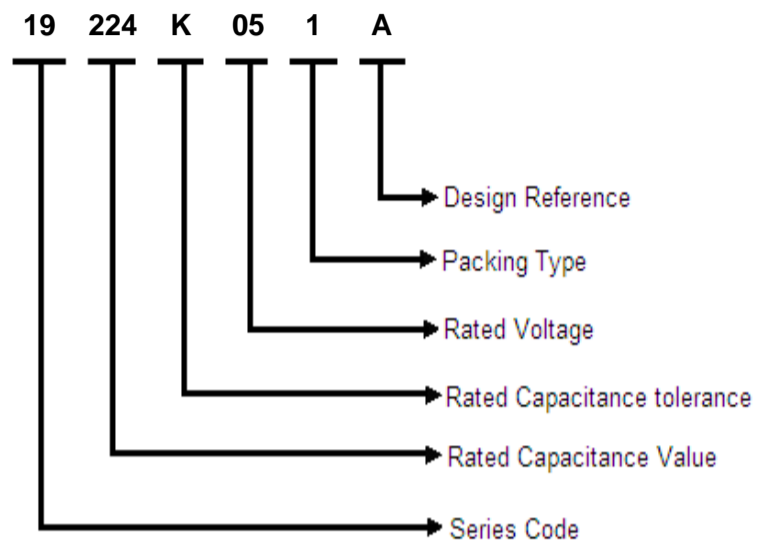 19 224 K 05 1 A
Design Reference
Packing Type
Rated Voltage
Rated Capacitance tolerance
Rated Capacitance Value
Series Code